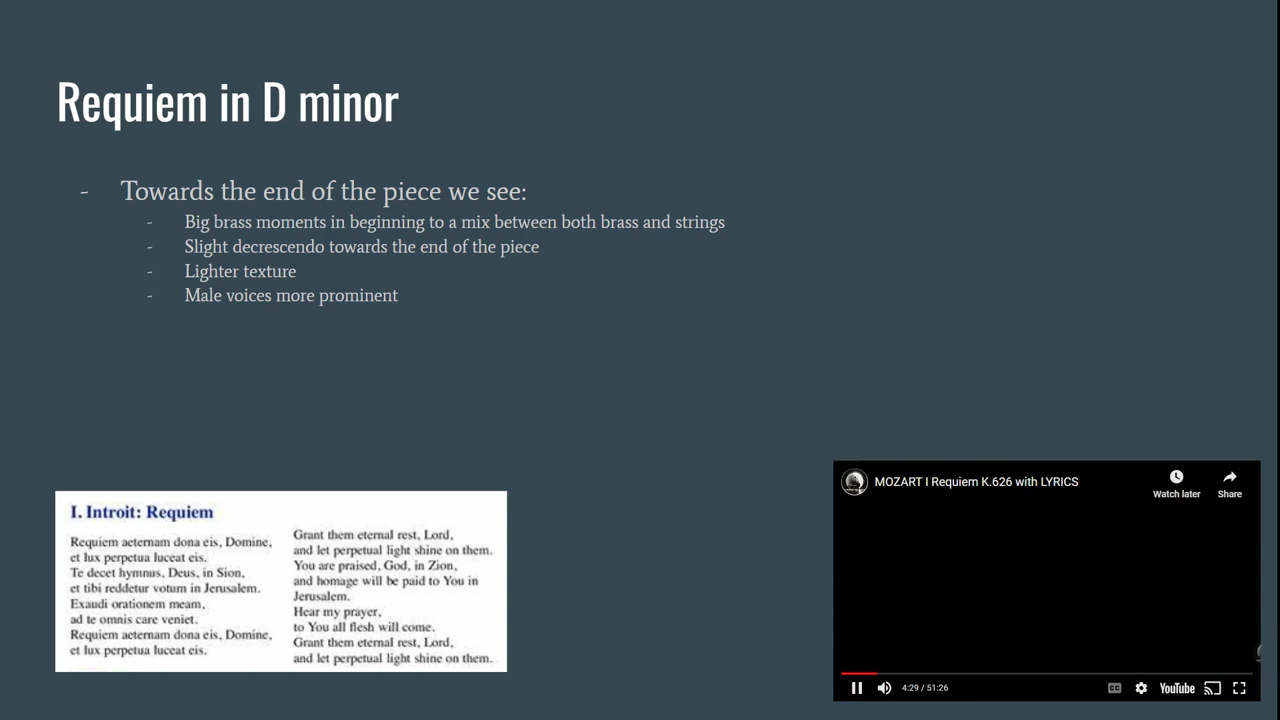 Requiem in D minor
- Towards the end of the piece we see:
- Big brass moments in beginning to a mix between both brass and strings
- Slight decrescendo towards the end of the piece
- Lighter texture
- Male voices more prominent
I. Introit: Requiem
Requiem aeternam dona eis, Domine,
et lux perpetua luceat eis.
Te decet hymnus, Deus, in Sion,
et tibi reddetur votum in Jerusalem.
Exaudi orationem meam,
ad te omnis care veniet.
Requiem aeternam dona eis, Domine,
et lux perpetua luceat eis.
Grant them eternal rest, Lord,
and let perpetual light shine on them.
You are praised, God, in Zion,
and homage will be paid to You in
Jerusalem.
Hear my prayer,
to You all flesh will come.
Grant them eternal rest, Lord,
and let perpetual light shine on them.
MOZART I Requiem K.626 with LYRICS
Watch later
Share
4:29 / 51:26
CC
YouTube